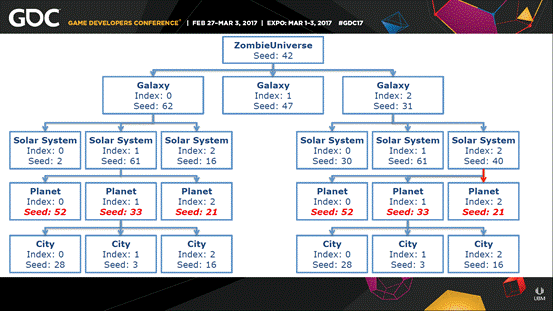 GDC GAME DEVELOPERS CONFERENCE® | FEB 27-MAR 3, 2017 | EXPO: MAR 1-3, 2017 #GDC17
ZombieUniverse
Seed: 42
Galaxy Galaxy Galaxy
Index: 0 Index: 1 Index: 2
Seed: 62 Seed: 47 Seed: 31
Solar System Solar System Solar System Solar System Solar System Solar System
Index: 0 Index: 1 Index: 2 Index: 0 Index: 1 Index: 2
Seed: 2 Seed: 61 Seed: 16 Seed: 30 Seed: 61 Seed: 40
Planet Planet Planet Planet Planet Planet
Index: 0 Index: 1 Index: 2 Index: 0 Index: 1 Index: 2
Seed: 52 Seed: 33 Seed: 21 Seed: 52 Seed: 33 Seed: 21
City City City City City City
Index: 0 Index: 1 Index: 2 Index: 0 Index: 1 Index: 2
Seed: 28 Seed: 3 Seed: 16 Seed: 28 Seed: 3 Seed: 16
UBM